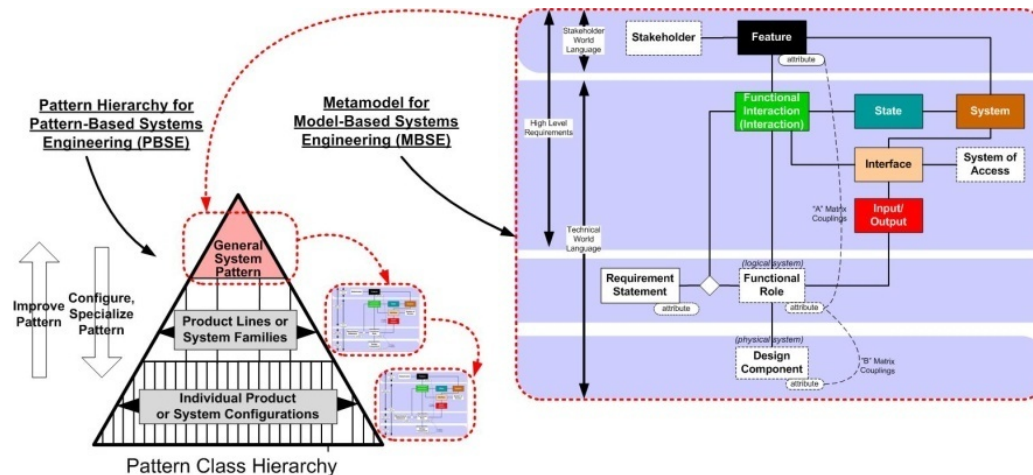 Pattern Hierarchy for
Pattern-Based Systems
Engineering (PBSE)
Metamodel for
Model-Based Systems
Engineering (MBSE)
General
System
Pattern
Improve
Pattern
Configure,
Specialize
Pattern
Product Lines or
System Families
Individual Product
or System Configurations
Pattern Class Hierarchy
Stakeholder
World
Language
High Level
Requirements
Technical
World
Language
Stakeholder
Feature
attribute
Functional
Interaction
(Interaction)
State
System
Interface
System of
Access
"A" Matrix
Couplings
Input/
Output
(logical system)
Requirement
Statement
attribute
Functional
Role
attribute
(physical system)
Design
Component
attribute
"B" Matrix
Couplings